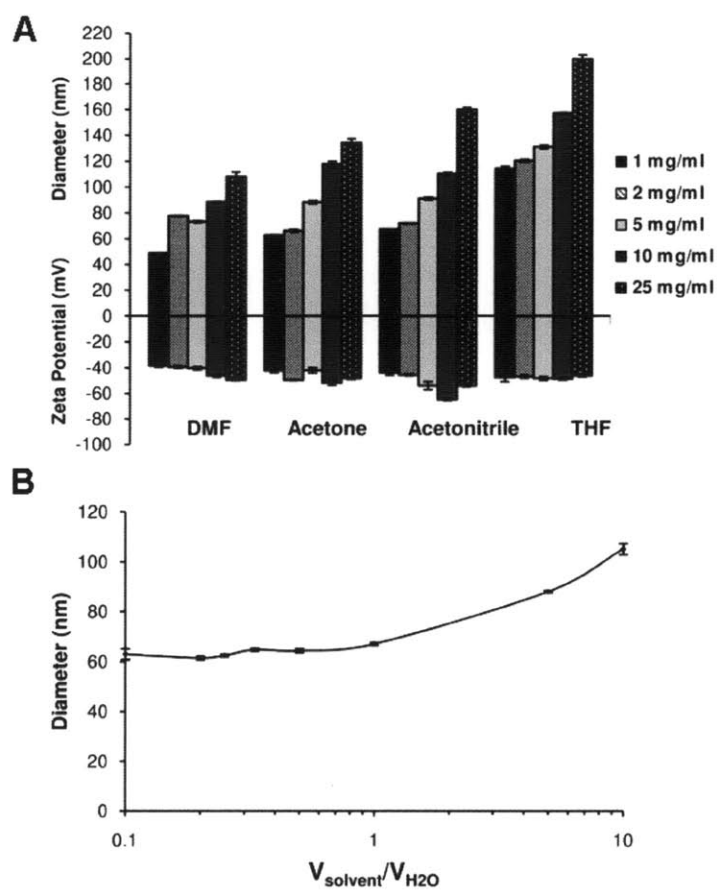 A
Diameter (nm)
Zeta Potential (mV)
220
200
180
160
140
120
100
80
60
40
20
0
-20
-40
-60
-80
-100
DMF Acetone Acetonitrile THF
1 mg/ml
2 mg/ml
5 mg/ml
10 mg/ml
25 mg/ml
B
Diameter (nm)
120
100
80
60
40
20
0
0.1 1 10
Vsolvent/VH2O